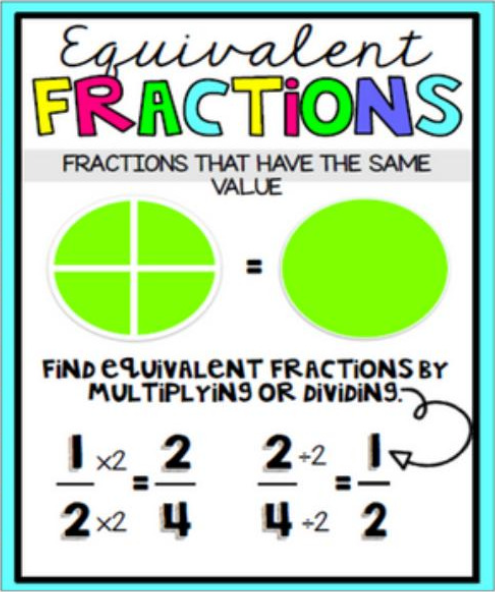 Equivalent
FRACTIONS
FRACTIONS THAT HAVE THE SAME
VALUE
=
FIND EQUIVALENT FRACTIONS BY
MULTIPLYING OR DIVIDING.
1 ×2 = 2   2 ÷2 = 1
2 ×2   4   4 ÷2   2